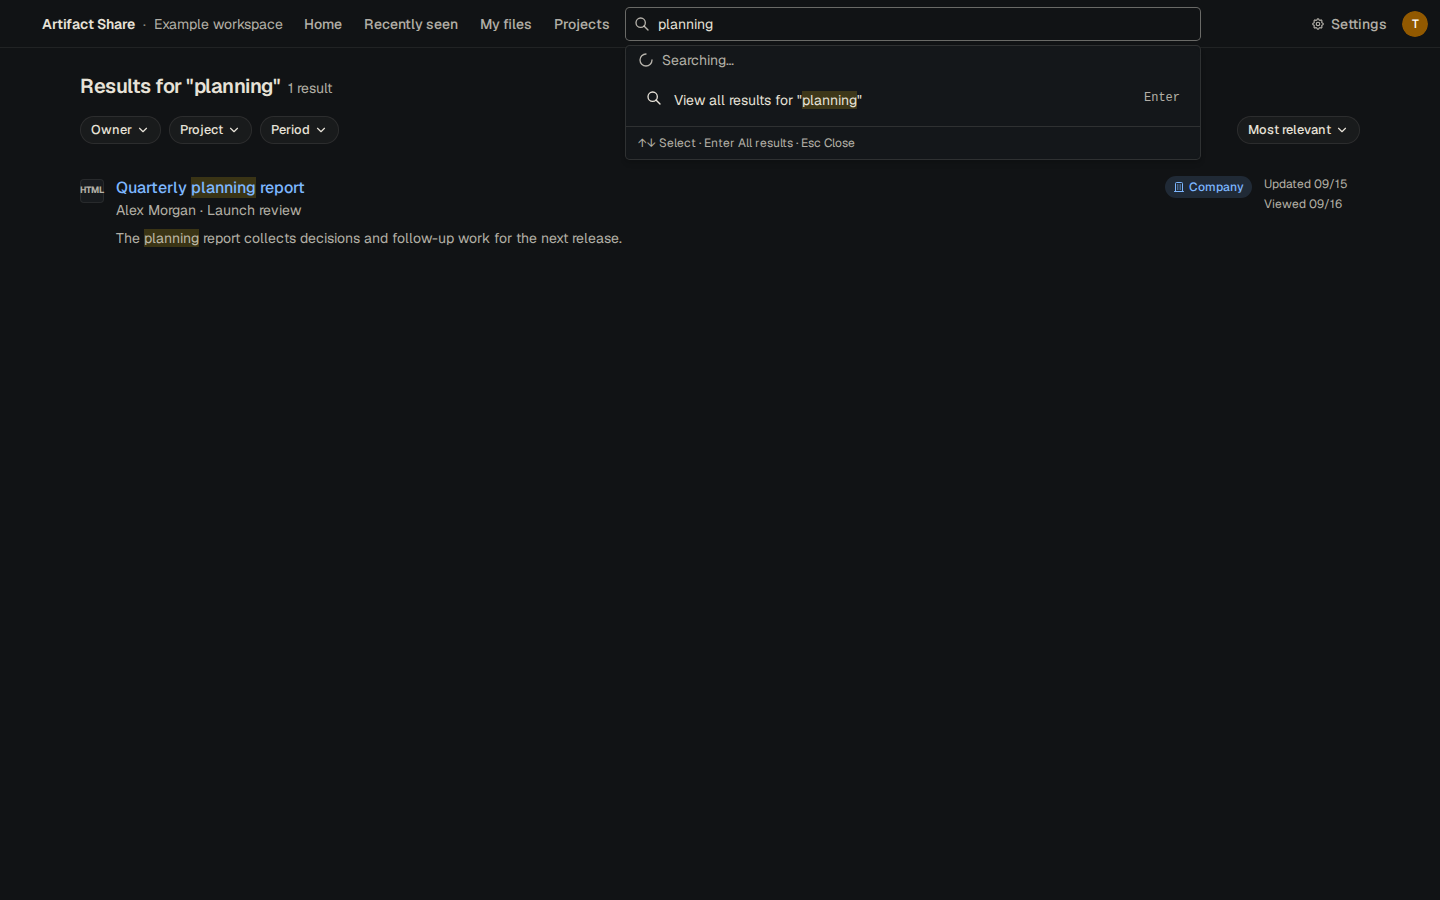 Artifact Share · Example workspace Home Recently seen My files Projects planning Settings T
Searching…
View all results for "planning" Enter
↑↓ Select · Enter All results · Esc Close
Results for "planning" 1 result
Owner Project Period Most relevant
HTML Quarterly planning report Company Updated 09/15
Alex Morgan · Launch review Viewed 09/16
The planning report collects decisions and follow-up work for the next release.